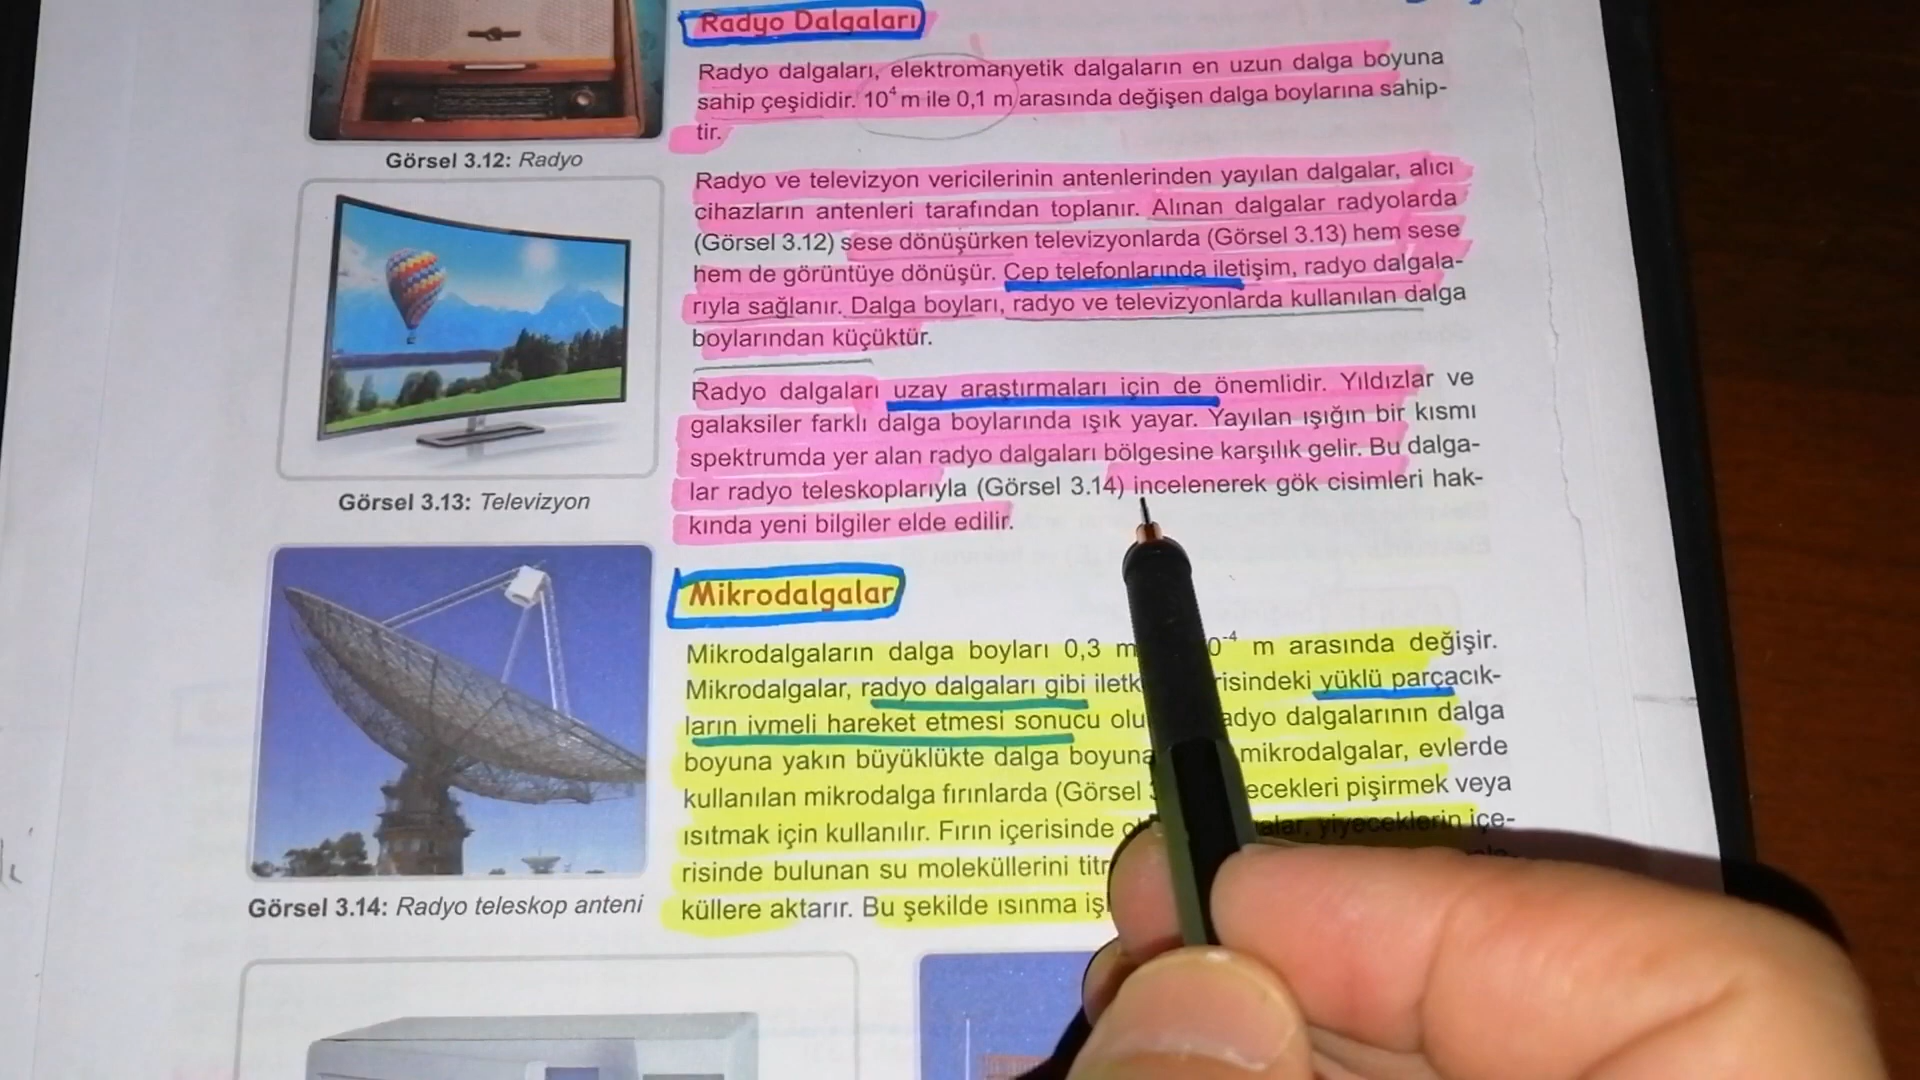 Radyo Dalgaları
Radyo dalgaları, elektromanyetik dalgaların en uzun dalga boyuna
sahip çeşididir. 10⁴ m ile 0,1 m arasında değişen dalga boylarına sahip-
tir.
Görsel 3.12: Radyo
Radyo ve televizyon vericilerinin antenlerinden yayılan dalgalar, alıcı
cihazların antenleri tarafından toplanır. Alınan dalgalar radyolarda
(Görsel 3.12) sese dönüşürken televizyonlarda (Görsel 3.13) hem sese
hem de görüntüye dönüşür. Cep telefonlarında iletişim, radyo dalgala-
rıyla sağlanır. Dalga boyları, radyo ve televizyonlarda kullanılan dalga
boylarından küçüktür.
Görsel 3.13: Televizyon
Radyo dalgaları uzay araştırmaları için de önemlidir. Yıldızlar ve
galaksiler farklı dalga boylarında ışık yayar. Yayılan ışığın bir kısmı
spektrumda yer alan radyo dalgaları bölgesine karşılık gelir. Bu dalga-
lar radyo teleskoplarıyla (Görsel 3.14) incelenerek gök cisimleri hak-
kında yeni bilgiler elde edilir.
Görsel 3.14: Radyo teleskop anteni
Mikrodalgalar
Mikrodalgaların dalga boyları 0,3 m 0⁻⁴ m arasında değişir.
Mikrodalgalar, radyo dalgaları gibi yüklü parçacık-
ların ivmeli hareket etmesi sonucu dalgalarının dalga
boyuna yakın büyüklükte dalga mikrodalgalar, evlerde
kullanılan mikrodalga fırınlarda (Görsel pişirmek veya
ısıtmak için kullanılır. Fırın içerisinde yiyeceklerin içe-
risinde bulunan su moleküllerini
küllere aktarır. Bu şekilde ısınma